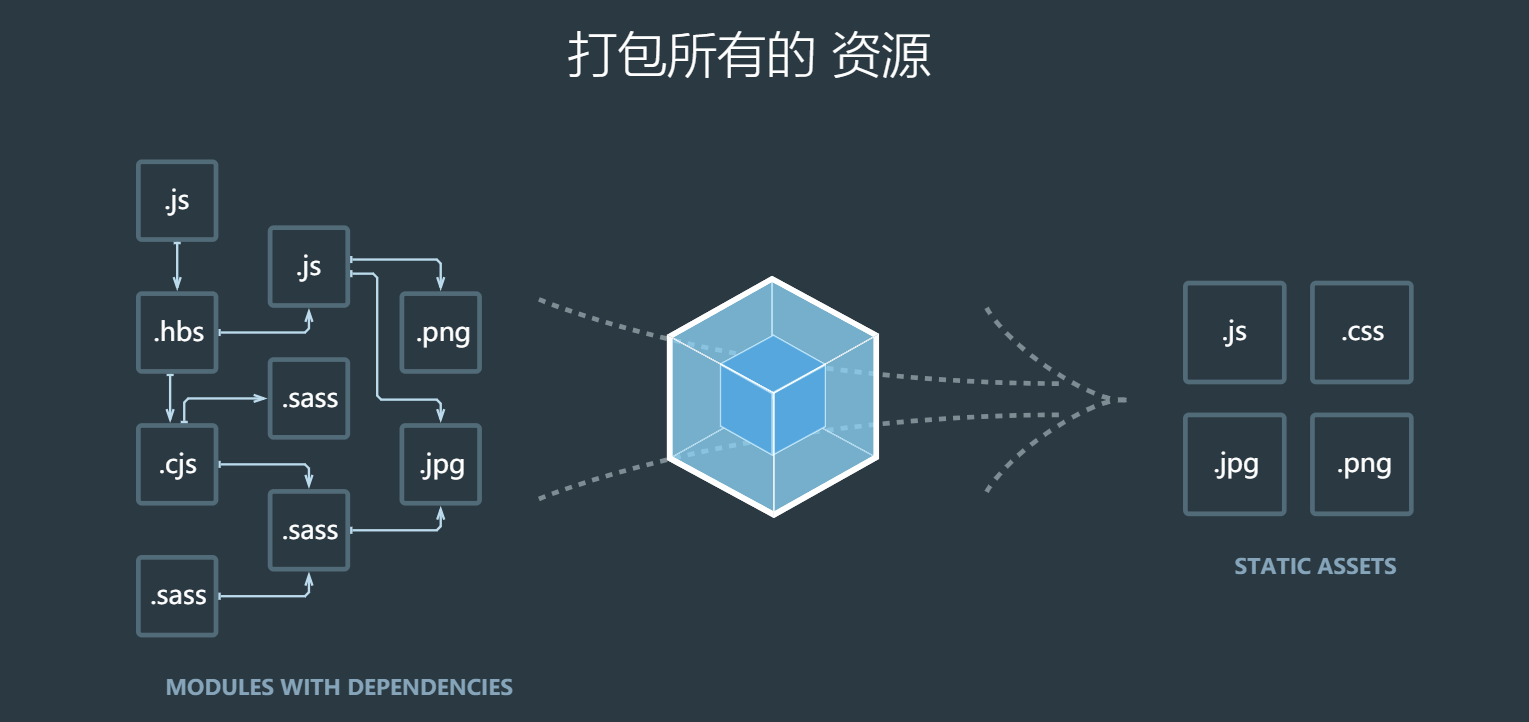 打包所有的 资源
.js
.js
.hbs
.png
.sass
.cjs
.jpg
.sass
.sass
MODULES WITH DEPENDENCIES
.js
.css
.jpg
.png
STATIC ASSETS